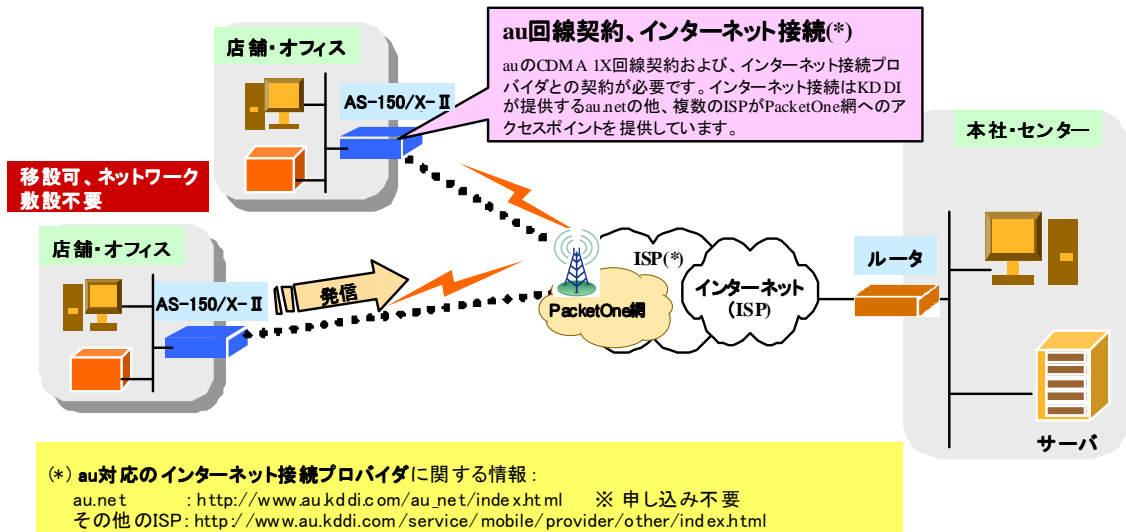 店舗・オフィス
AS-150/X-Ⅱ
au回線契約、インターネット接続(*)
auのCDMA 1X回線契約および、インターネット接続プロ
バイダとの契約が必要です。インターネット接続はKDDI
が提供するau.netの他、複数のISPがPacketOne網へのア
クセスポイントを提供しています。
本社・センター
移設可、ネットワーク
敷設不要
店舗・オフィス
AS-150/X-Ⅱ
発信
ISP(*)
PacketOne網
インターネット
(ISP)
ルータ
サーバ
(*) au対応のインターネット接続プロバイダに関する情報:
au.net : http://www.au.kddi.com/au_net/index.html ※ 申し込み不要
その他のISP: http://www.au.kddi.com/service/mobile/provider/other/index.html